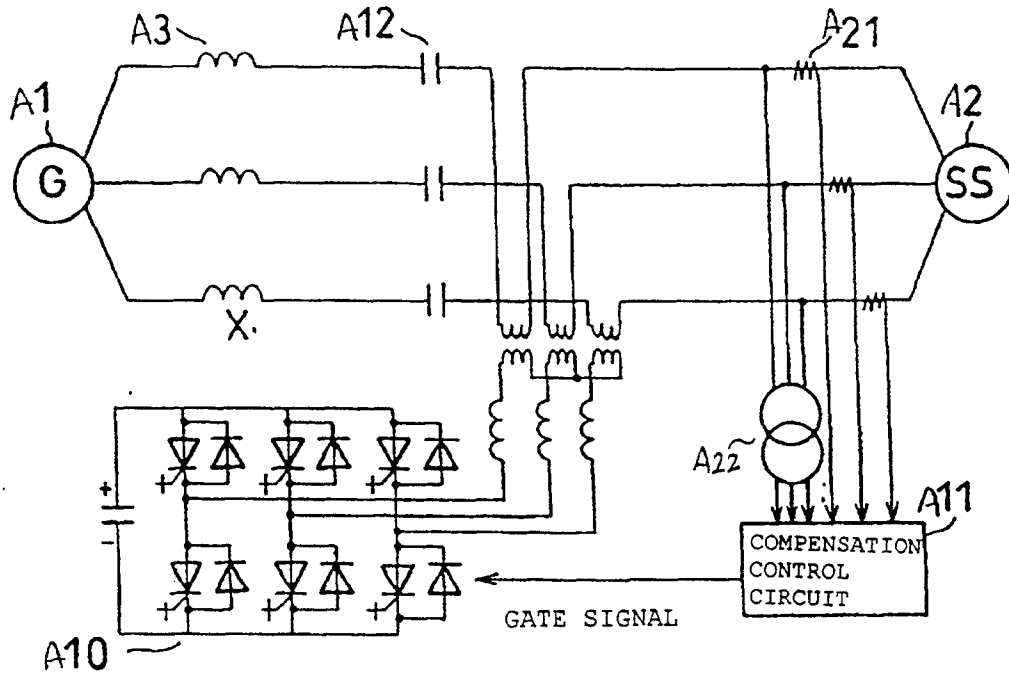 A3
A12
A21
A1
A2
G
SS
X.
A22
A11
+
-
+
+
+
+
+
+
COMPENSATION
CONTROL
CIRCUIT
GATE SIGNAL
A10